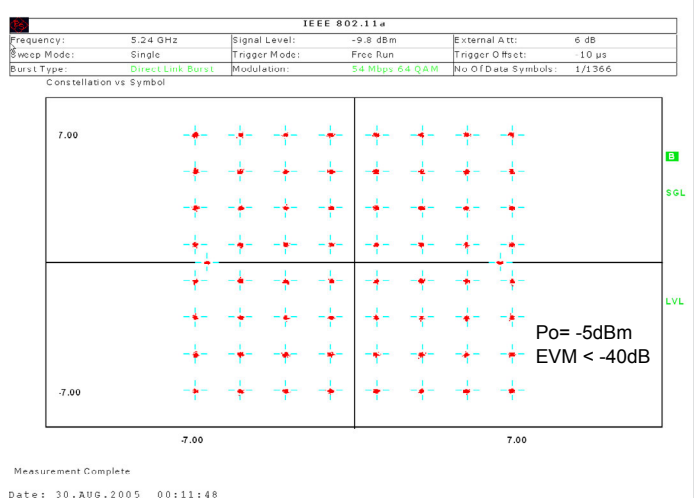 IEEE 802.11a
Frequency: 5.24 GHz Signal Level: -9.8 dBm External Att: 6 dB
Sweep Mode: Single Trigger Mode: Free Run Trigger Offset: -10 µs
Burst Type: Direct Link Burst Modulation: 54 Mbps 64 QAM No Of Data Symbols: 1/1366
Constellation vs Symbol
7.00
B
SGL
LVL
Po= -5dBm
EVM < -40dB
-7.00
-7.00 7.00
Measurement Complete
Date: 30.AUG.2005 00:11:48